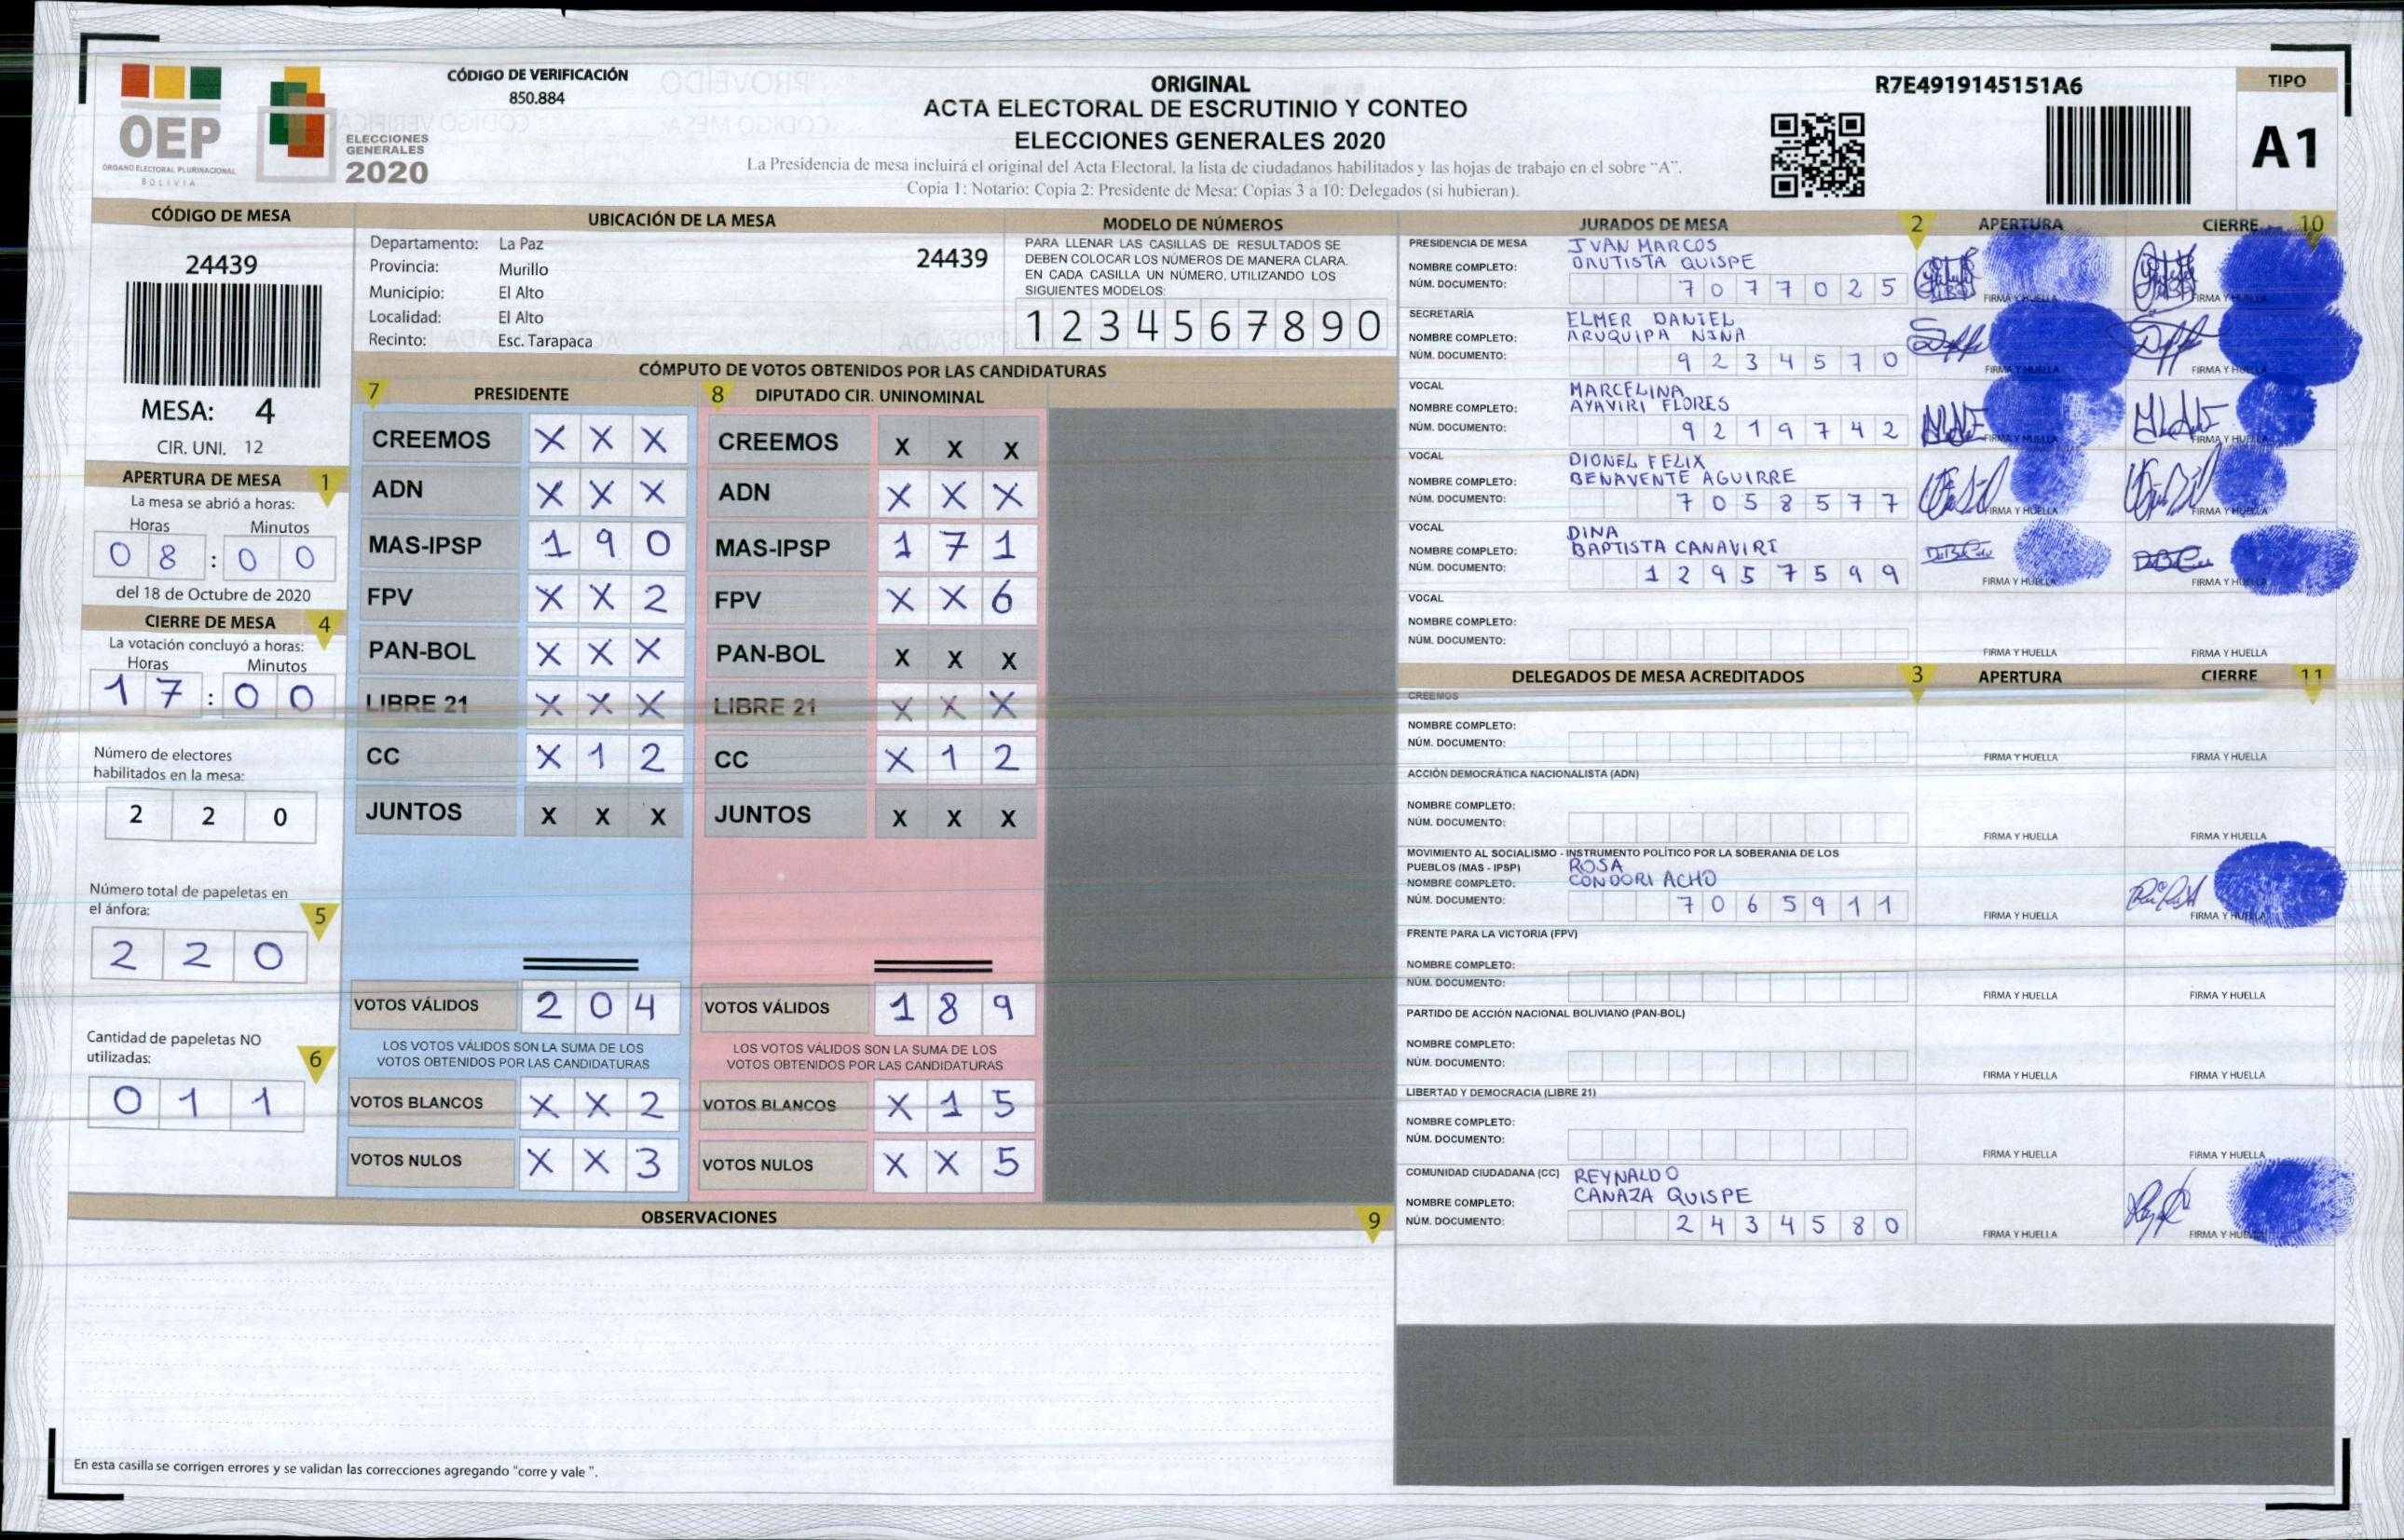 OEP
ÓRGANO ELECTORAL PLURINACIONAL
BOLIVIA
ELECCIONES
GENERALES
2020
CÓDIGO DE VERIFICACIÓN
850.884
ORIGINAL
ACTA ELECTORAL DE ESCRUTINIO Y CONTEO
ELECCIONES GENERALES 2020
La Presidencia de mesa incluirá el original del Acta Electoral, la lista de ciudadanos habilitados y las hojas de trabajo en el sobre "A".
Copia 1: Notario: Copia 2: Presidente de Mesa: Copias 3 a 10: Delegados (si hubieran).
R7E4919145151A6
TIPO
A1
CÓDIGO DE MESA
24439
MESA: 4
CIR. UNI. 12
APERTURA DE MESA 1
La mesa se abrió a horas:
Horas Minutos
0 8 : 0 0
del 18 de Octubre de 2020
CIERRE DE MESA 4
La votación concluyó a horas:
Horas Minutos
1 7 : 0 0
Número de electores
habilitados en la mesa:
2 2 0
Número total de papeletas en
el ánfora: 5
2 2 0
Cantidad de papeletas NO
utilizadas: 6
0 1 1
UBICACIÓN DE LA MESA
Departamento: La Paz 24439
Provincia: Murillo
Municipio: El Alto
Localidad: El Alto
Recinto: Esc. Tarapaca
MODELO DE NÚMEROS
PARA LLENAR LAS CASILLAS DE RESULTADOS SE
DEBEN COLOCAR LOS NÚMEROS DE MANERA CLARA.
EN CADA CASILLA UN NÚMERO, UTILIZANDO LOS
SIGUIENTES MODELOS:
1 2 3 4 5 6 7 8 9 0
CÓMPUTO DE VOTOS OBTENIDOS POR LAS CANDIDATURAS
7 PRESIDENTE 8 DIPUTADO CIR. UNINOMINAL
CREEMOS X X X CREEMOS X X X
ADN X X X ADN X X X
MAS-IPSP 1 9 0 MAS-IPSP 1 7 1
FPV X X 2 FPV X X 6
PAN-BOL X X X PAN-BOL X X X
LIBRE 21 X X X LIBRE 21 X X X
CC X 1 2 CC X 1 2
JUNTOS X X X JUNTOS X X X
VOTOS VÁLIDOS 2 0 4 VOTOS VÁLIDOS 1 8 9
LOS VOTOS VÁLIDOS SON LA SUMA DE LOS LOS VOTOS VÁLIDOS SON LA SUMA DE LOS
VOTOS OBTENIDOS POR LAS CANDIDATURAS VOTOS OBTENIDOS POR LAS CANDIDATURAS
VOTOS BLANCOS X X 2 VOTOS BLANCOS X 1 5
VOTOS NULOS X X 3 VOTOS NULOS X X 5
OBSERVACIONES 9
En esta casilla se corrigen errores y se validan las correcciones agregando "corre y vale ".
JURADOS DE MESA 2 APERTURA CIERRE 10
PRESIDENCIA DE MESA IVAN MARCOS
NOMBRE COMPLETO: BAUTISTA QUISPE
NÚM. DOCUMENTO: 7 0 7 7 0 2 5 FIRMA Y HUELLA FIRMA Y
SECRETARÍA ELMER DANIEL
NOMBRE COMPLETO: ARUQUIPA NINA
NÚM. DOCUMENTO: 9 2 3 4 5 7 0 FIRMA Y HUELLA FIRMA Y HUELLA
VOCAL MARCELINA
NOMBRE COMPLETO: AYAVIRI FLORES
NÚM. DOCUMENTO: 9 2 1 9 7 4 2 FIRMA Y HUELLA FIRMA Y HUELLA
VOCAL DIONEL FELIX
NOMBRE COMPLETO: BENAVENTE AGUIRRE
NÚM. DOCUMENTO: 7 0 5 8 5 7 7 FIRMA Y HUELLA FIRMA Y HUELLA
VOCAL DINA
NOMBRE COMPLETO: BAPTISTA CANAVIRI
NÚM. DOCUMENTO: 1 2 9 5 7 5 9 9 FIRMA Y HUELLA FIRMA Y HUELLA
VOCAL
NOMBRE COMPLETO:
NÚM. DOCUMENTO: FIRMA Y HUELLA FIRMA Y HUELLA
DELEGADOS DE MESA ACREDITADOS 3 APERTURA CIERRE 11
CREEMOS
NOMBRE COMPLETO:
NÚM. DOCUMENTO: FIRMA Y HUELLA FIRMA Y HUELLA
ACCIÓN DEMOCRÁTICA NACIONALISTA (ADN)
NOMBRE COMPLETO:
NÚM. DOCUMENTO: FIRMA Y HUELLA FIRMA Y HUELLA
MOVIMIENTO AL SOCIALISMO - INSTRUMENTO POLÍTICO POR LA SOBERANIA DE LOS
PUEBLOS (MAS - IPSP) ROSA
NOMBRE COMPLETO: CONDORI ACHO
NÚM. DOCUMENTO: 7 0 6 5 9 1 1 FIRMA Y HUELLA FIRMA Y HUELLA
FRENTE PARA LA VICTORIA (FPV)
NOMBRE COMPLETO:
NÚM. DOCUMENTO: FIRMA Y HUELLA FIRMA Y HUELLA
PARTIDO DE ACCIÓN NACIONAL BOLIVIANO (PAN-BOL)
NOMBRE COMPLETO:
NÚM. DOCUMENTO: FIRMA Y HUELLA FIRMA Y HUELLA
LIBERTAD Y DEMOCRACIA (LIBRE 21)
NOMBRE COMPLETO:
NÚM. DOCUMENTO: FIRMA Y HUELLA FIRMA Y HUELLA
COMUNIDAD CIUDADANA (CC) REYNALDO
NOMBRE COMPLETO: CANAZA QUISPE
NÚM. DOCUMENTO: 2 4 3 4 5 8 0 FIRMA Y HUELLA FIRMA Y HUELLA